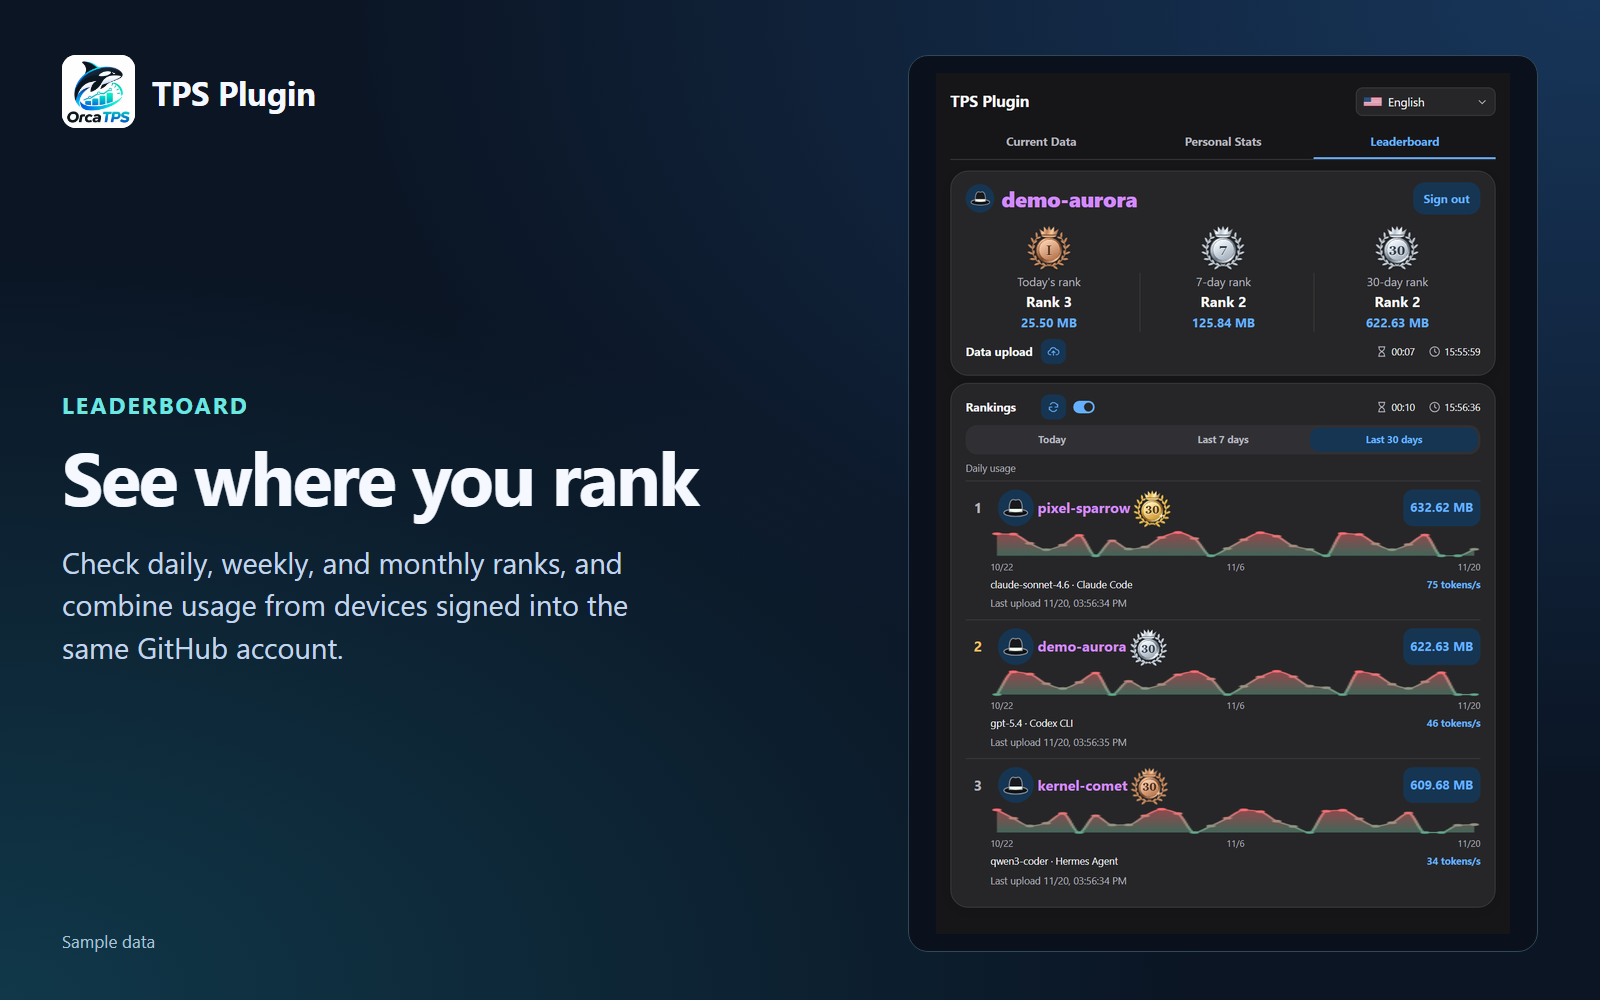 OrcaTPS
TPS Plugin
LEADERBOARD
See where you rank
Check daily, weekly, and monthly ranks, and
combine usage from devices signed into the
same GitHub account.
Sample data
TPS Plugin
English
Current Data
Personal Stats
Leaderboard
demo-aurora
Sign out
1
7
30
Today's rank
7-day rank
30-day rank
Rank 3
Rank 2
Rank 2
25.50 MB
125.84 MB
622.63 MB
Data upload
00:07
15:55:59
Rankings
00:10
15:56:36
Today
Last 7 days
Last 30 days
Daily usage
1
pixel-sparrow
30
632.62 MB
10/22
11/6
11/20
claude-sonnet-4.6 · Claude Code
75 tokens/s
Last upload 11/20, 03:56:34 PM
2
demo-aurora
30
622.63 MB
10/22
11/6
11/20
gpt-5.4 · Codex CLI
46 tokens/s
Last upload 11/20, 03:56:35 PM
3
kernel-comet
30
609.68 MB
10/22
11/6
11/20
qwen3-coder · Hermes Agent
34 tokens/s
Last upload 11/20, 03:56:34 PM